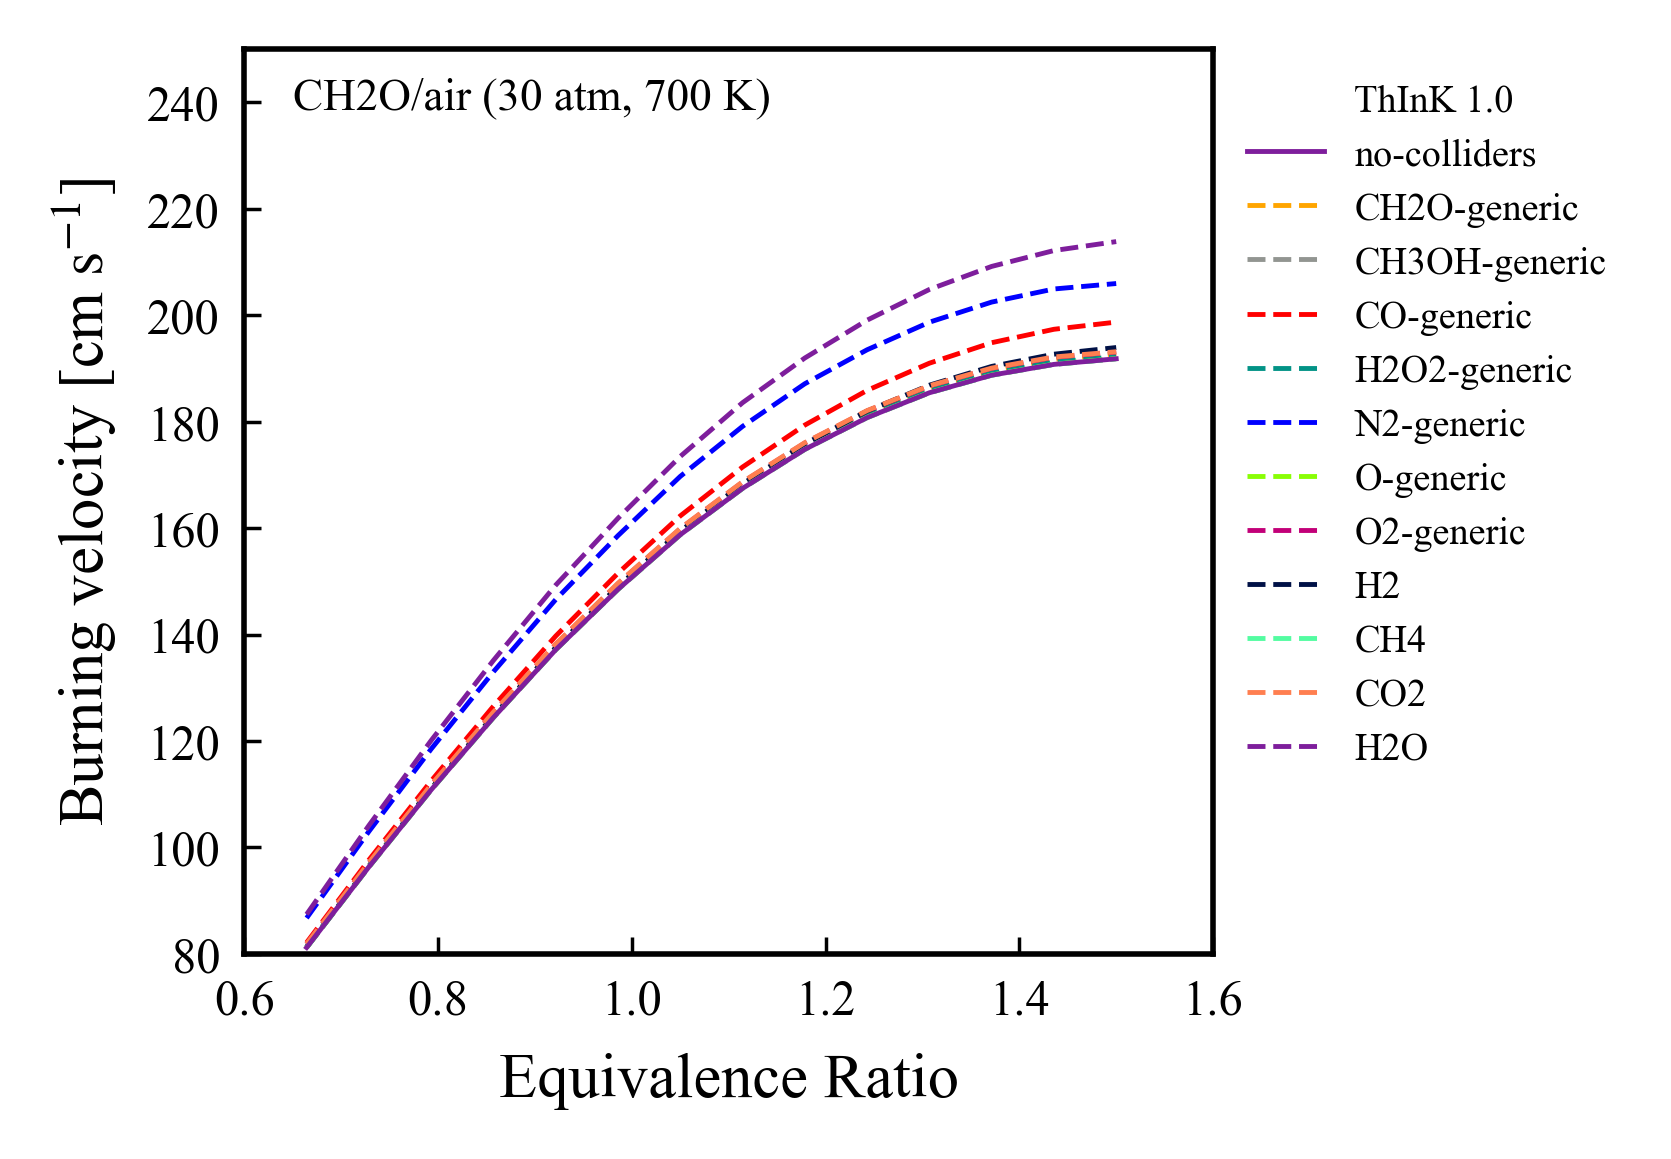 CH2O/air (30 atm, 700 K)
240
220
200
180
160
140
120
100
80
0.6
0.8
1.0
1.2
1.4
1.6
Burning velocity [cm s⁻¹]
Equivalence Ratio
ThInK 1.0
no-colliders
CH2O-generic
CH3OH-generic
CO-generic
H2O2-generic
N2-generic
O-generic
O2-generic
H2
CH4
CO2
H2O